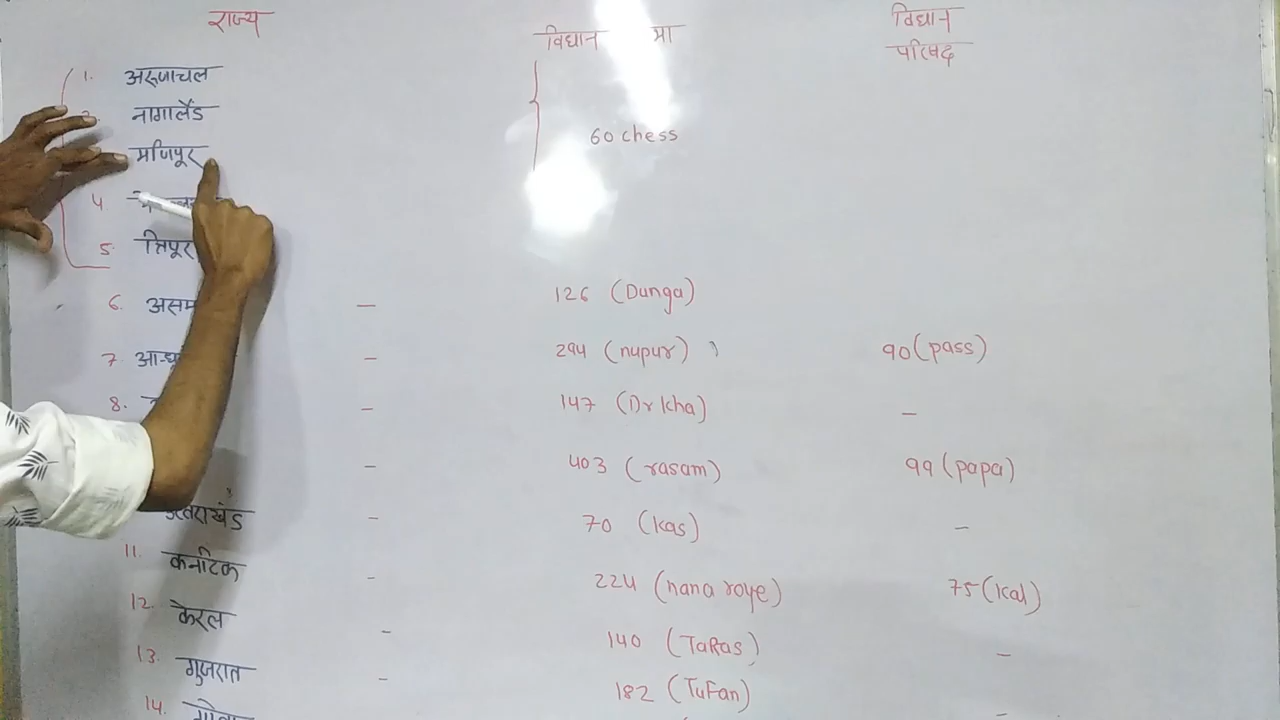 राज्य विधान विधान
परिषद
1. अरूणाचल
नागालैंड
मणिपूर 60 chess
4
5. त्रिपूर
6. असम – 126 (Dunga)
7. – 294 (nupur) 90 (pass)
8. – 147 (Drkha) –
– 403 (rasam) 99 (papa)
उत्तराखंड – 70 (kas) –
11. कर्नाटक – 224 (nana roye) 75 (kal)
12. केरल – 140 (TaRas) –
13. गुजरात – 182 (Tufan) –
14.